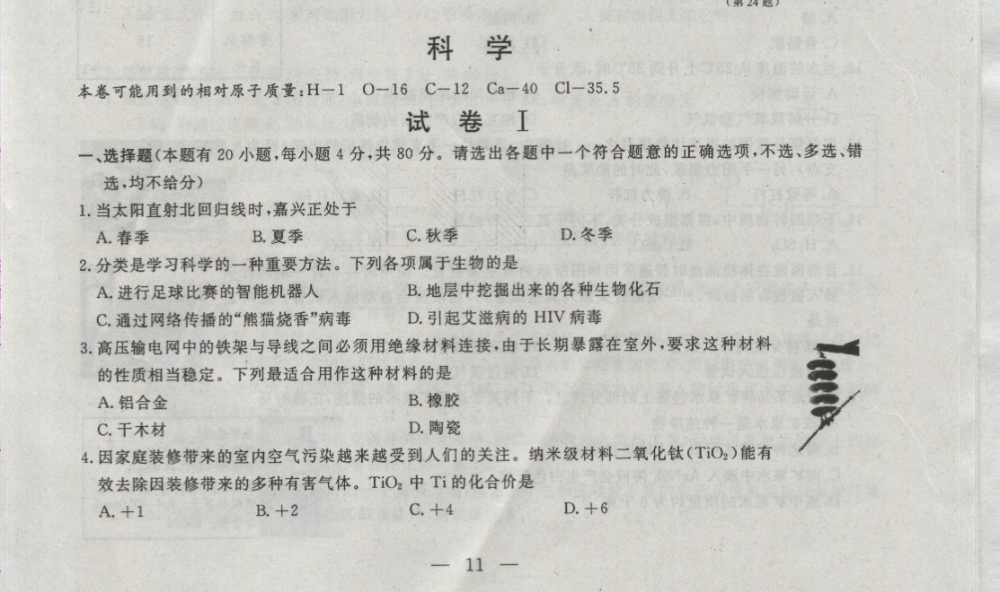 (第24题)
科 学
本卷可能用到的相对原子质量:H—1 O—16 C—12 Ca—40 Cl—35.5
试 卷 Ⅰ
一、选择题(本题有 20 小题,每小题 4 分,共 80 分。请选出各题中一个符合题意的正确选项,不选、多选、错
选,均不给分)
1.当太阳直射北回归线时,嘉兴正处于
A.春季 B.夏季 C.秋季 D.冬季
2.分类是学习科学的一种重要方法。下列各项属于生物的是
A.进行足球比赛的智能机器人 B.地层中挖掘出来的各种生物化石
C.通过网络传播的“熊猫烧香”病毒 D.引起艾滋病的 HIV 病毒
3.高压输电网中的铁架与导线之间必须用绝缘材料连接,由于长期暴露在室外,要求这种材料
的性质相当稳定。下列最适合用作这种材料的是
A.铝合金 B.橡胶
C.干木材 D.陶瓷
4.因家庭装修带来的室内空气污染越来越受到人们的关注。纳米级材料二氧化钛(TiO₂)能有
效去除因装修带来的多种有害气体。TiO₂ 中 Ti 的化合价是
A.+1 B.+2 C.+4 D.+6
— 11 —